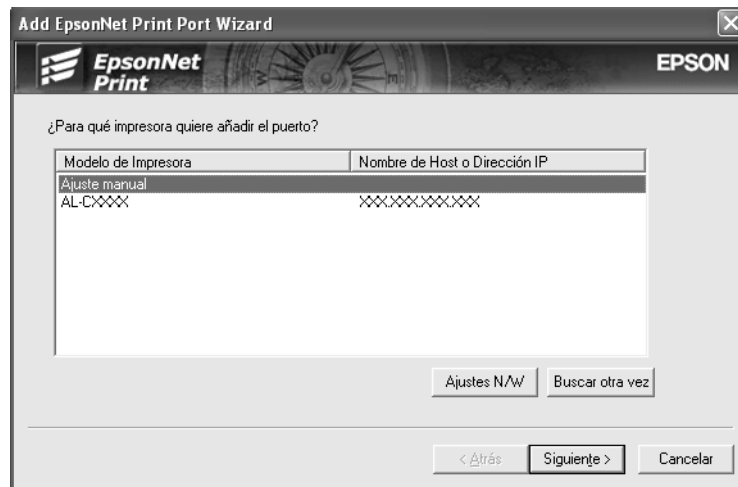 Add EpsonNet Print Port Wizard
EpsonNet
Print
EPSON
¿Para qué impresora quiere añadir el puerto?
Modelo de Impresora Nombre de Host o Dirección IP
Ajuste manual
AL-CXXXX XXX.XXX.XXX.XXX
Ajustes N/W Buscar otra vez
< Atrás Siguiente > Cancelar